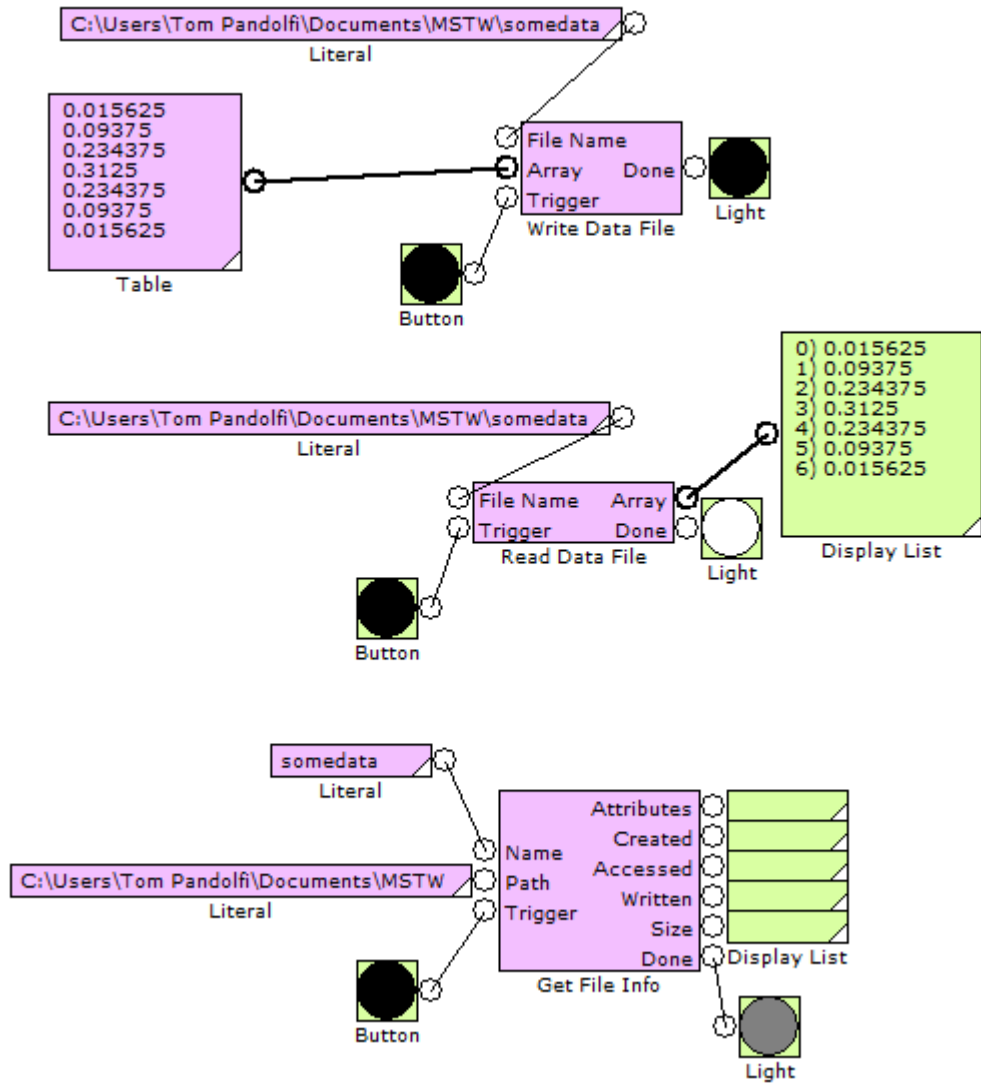 C:\Users\Tom Pandolfi\Documents\MSTW\somedata
Literal
0.015625
0.09375
0.234375
0.3125
0.234375
0.09375
0.015625
Table
File Name
Array Done
Trigger
Write Data File
Light
Button
C:\Users\Tom Pandolfi\Documents\MSTW\somedata
Literal
0) 0.015625
1) 0.09375
2) 0.234375
3) 0.3125
4) 0.234375
5) 0.09375
6) 0.015625
Display List
File Name Array
Trigger Done
Read Data File
Light
Button
somedata
Literal
C:\Users\Tom Pandolfi\Documents\MSTW
Literal
Name
Path
Trigger
Attributes
Created
Accessed
Written
Size
Done
Get File Info
Display List
Button
Light